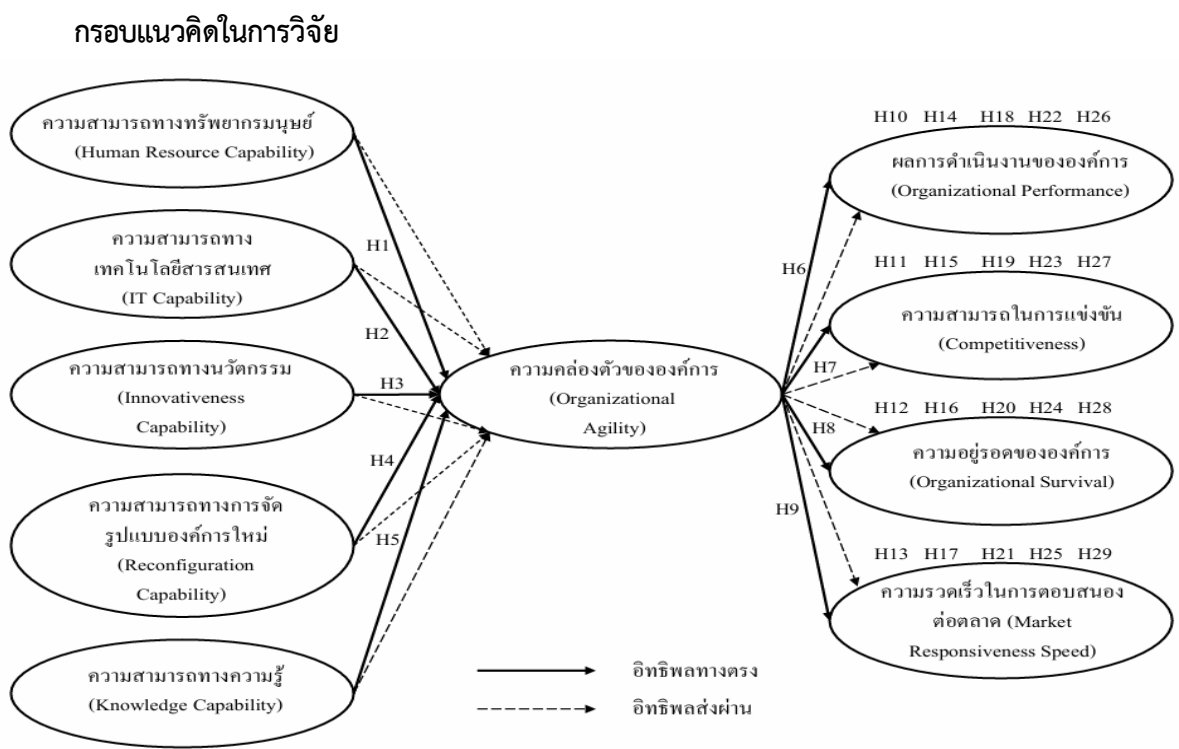 กรอบแนวคิดในการวิจัย
ความสามารถทางทรัพยากรมนุษย์
(Human Resource Capability)
ความสามารถทาง
เทคโนโลยีสารสนเทศ
(IT Capability)
ความสามารถทางนวัตกรรม
(Innovativeness
Capability)
ความสามารถทางการจัด
รูปแบบองค์การใหม่
(Reconfiguration
Capability)
ความสามารถทางความรู้
(Knowledge Capability)
H1
H2
H3
H4
H5
ความคล่องตัวขององค์การ
(Organizational
Agility)
H6
H7
H8
H9
H10 H14 H18 H22 H26
ผลการดำเนินงานขององค์การ
(Organizational Performance)
H11 H15 H19 H23 H27
ความสามารถในการแข่งขัน
(Competitiveness)
H12 H16 H20 H24 H28
ความอยู่รอดขององค์การ
(Organizational Survival)
H13 H17 H21 H25 H29
ความรวดเร็วในการตอบสนอง
ต่อตลาด (Market
Responsiveness Speed)
อิทธิพลทางตรง
อิทธิพลส่งผ่าน